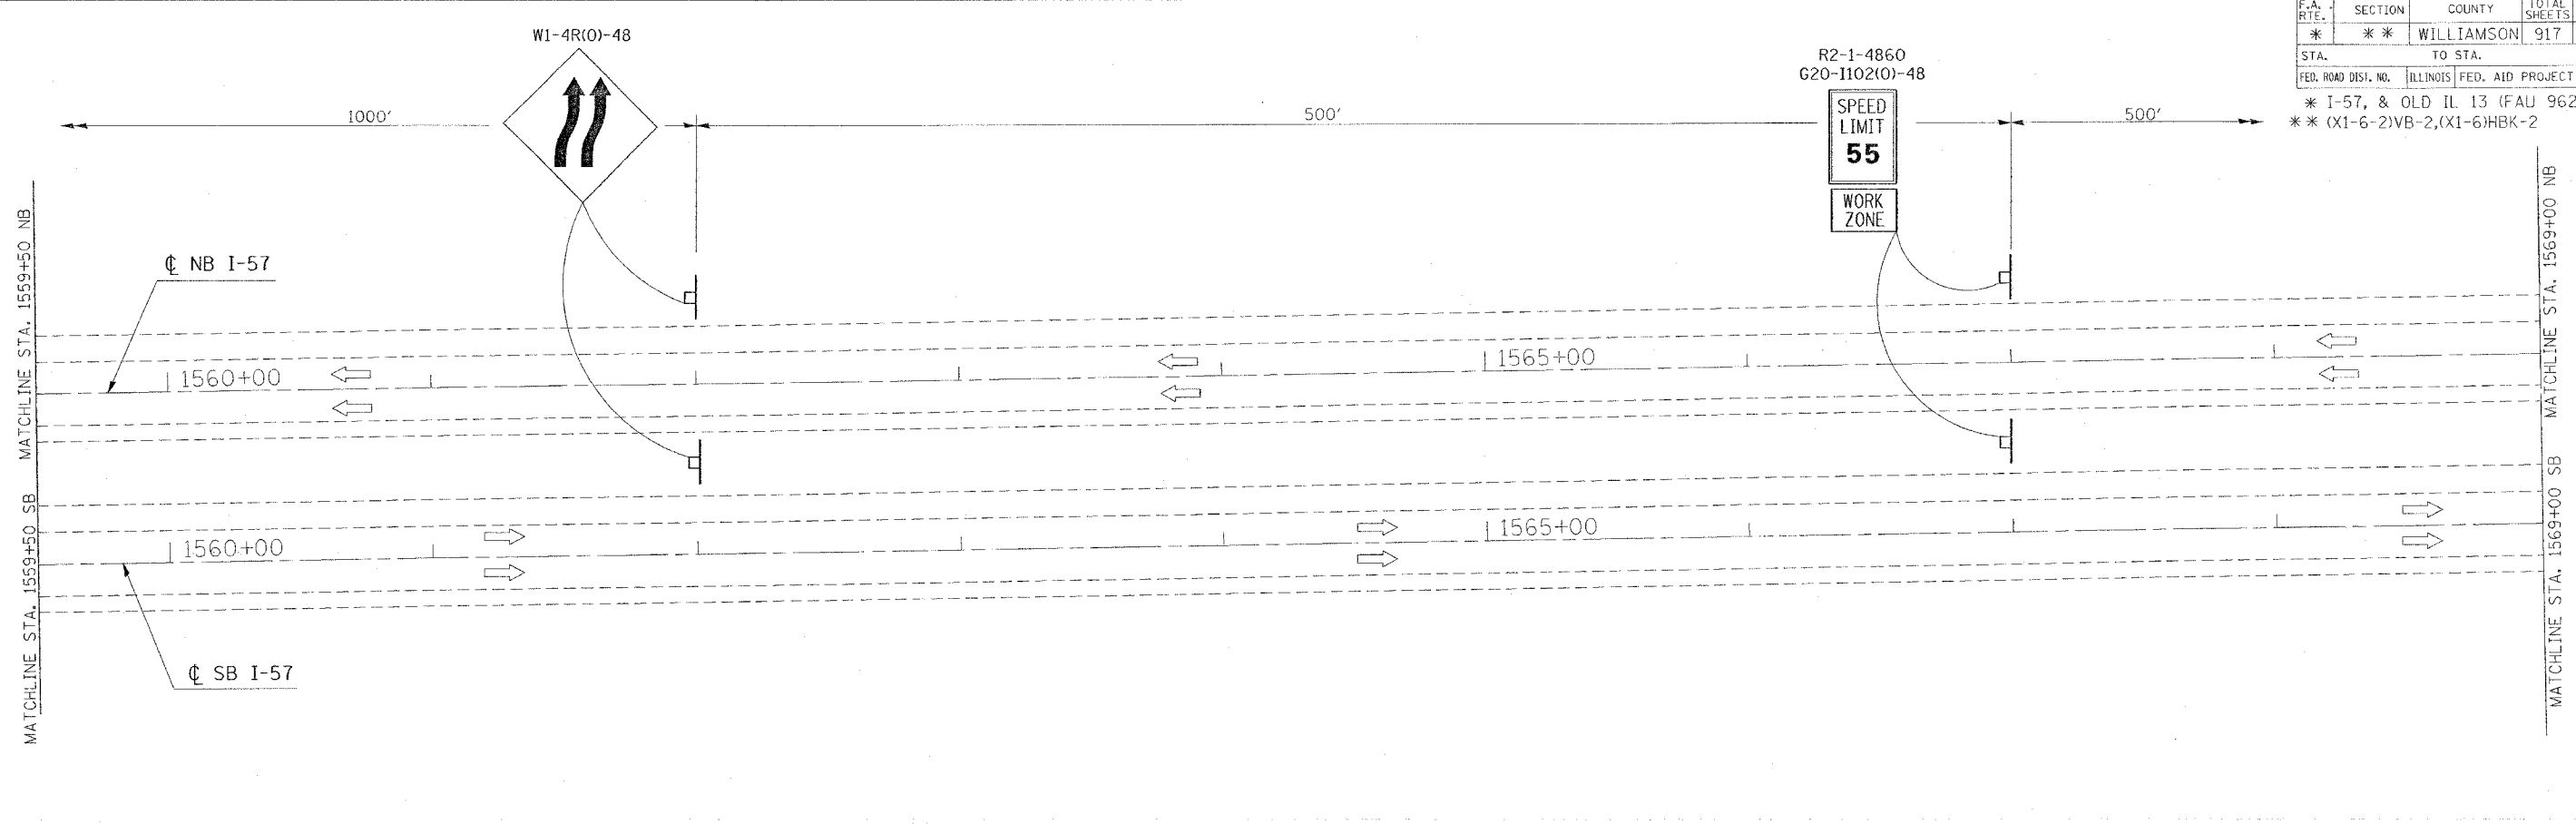 F.A. RTE. SECTION COUNTY TOTAL SHEETS
* * * WILLIAMSON 917
STA. TO STA.
FED. ROAD DIST. NO. ILLINOIS FED. AID PROJECT
* I-57, & OLD IL 13 (FAU 962
* * (X1-6-2)VB-2,(X1-6)HBK-2
W1-4R(O)-48
R2-1-4860
G20-I102(O)-48
1000'
500'
500'
SPEED
LIMIT
55
WORK
ZONE
MATCHLINE STA. 1559+50 NB
MATCHLINE STA. 1569+00 NB
℄ NB I-57
1560+00
1565+00
MATCHLINE STA. 1559+50 SB
MATCHLINE STA. 1569+00 SB
1560+00
1565+00
℄ SB I-57